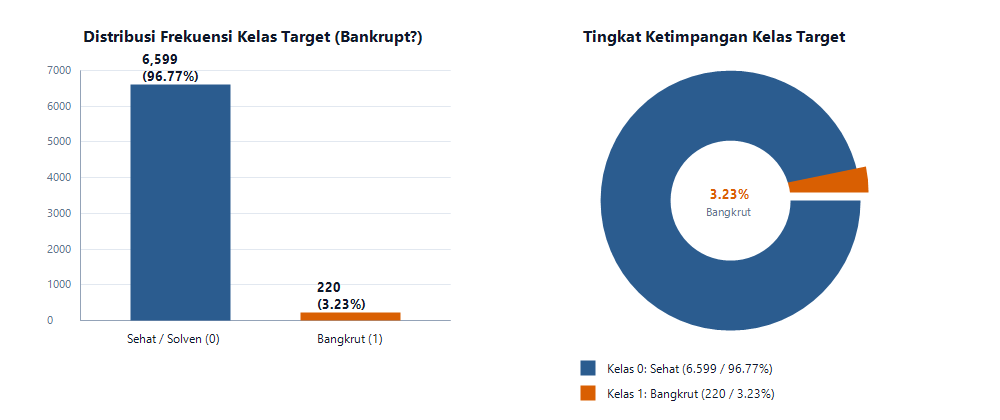 Distribusi Frekuensi Kelas Target (Bankrupt?)
6,599
(96.77%)
7000
6000
5000
4000
3000
2000
1000
0
220
(3.23%)
Sehat / Solven (0)
Bangkrut (1)
Tingkat Ketimpangan Kelas Target
3.23%
Bangkrut
Kelas 0: Sehat (6.599 / 96.77%)
Kelas 1: Bangkrut (220 / 3.23%)